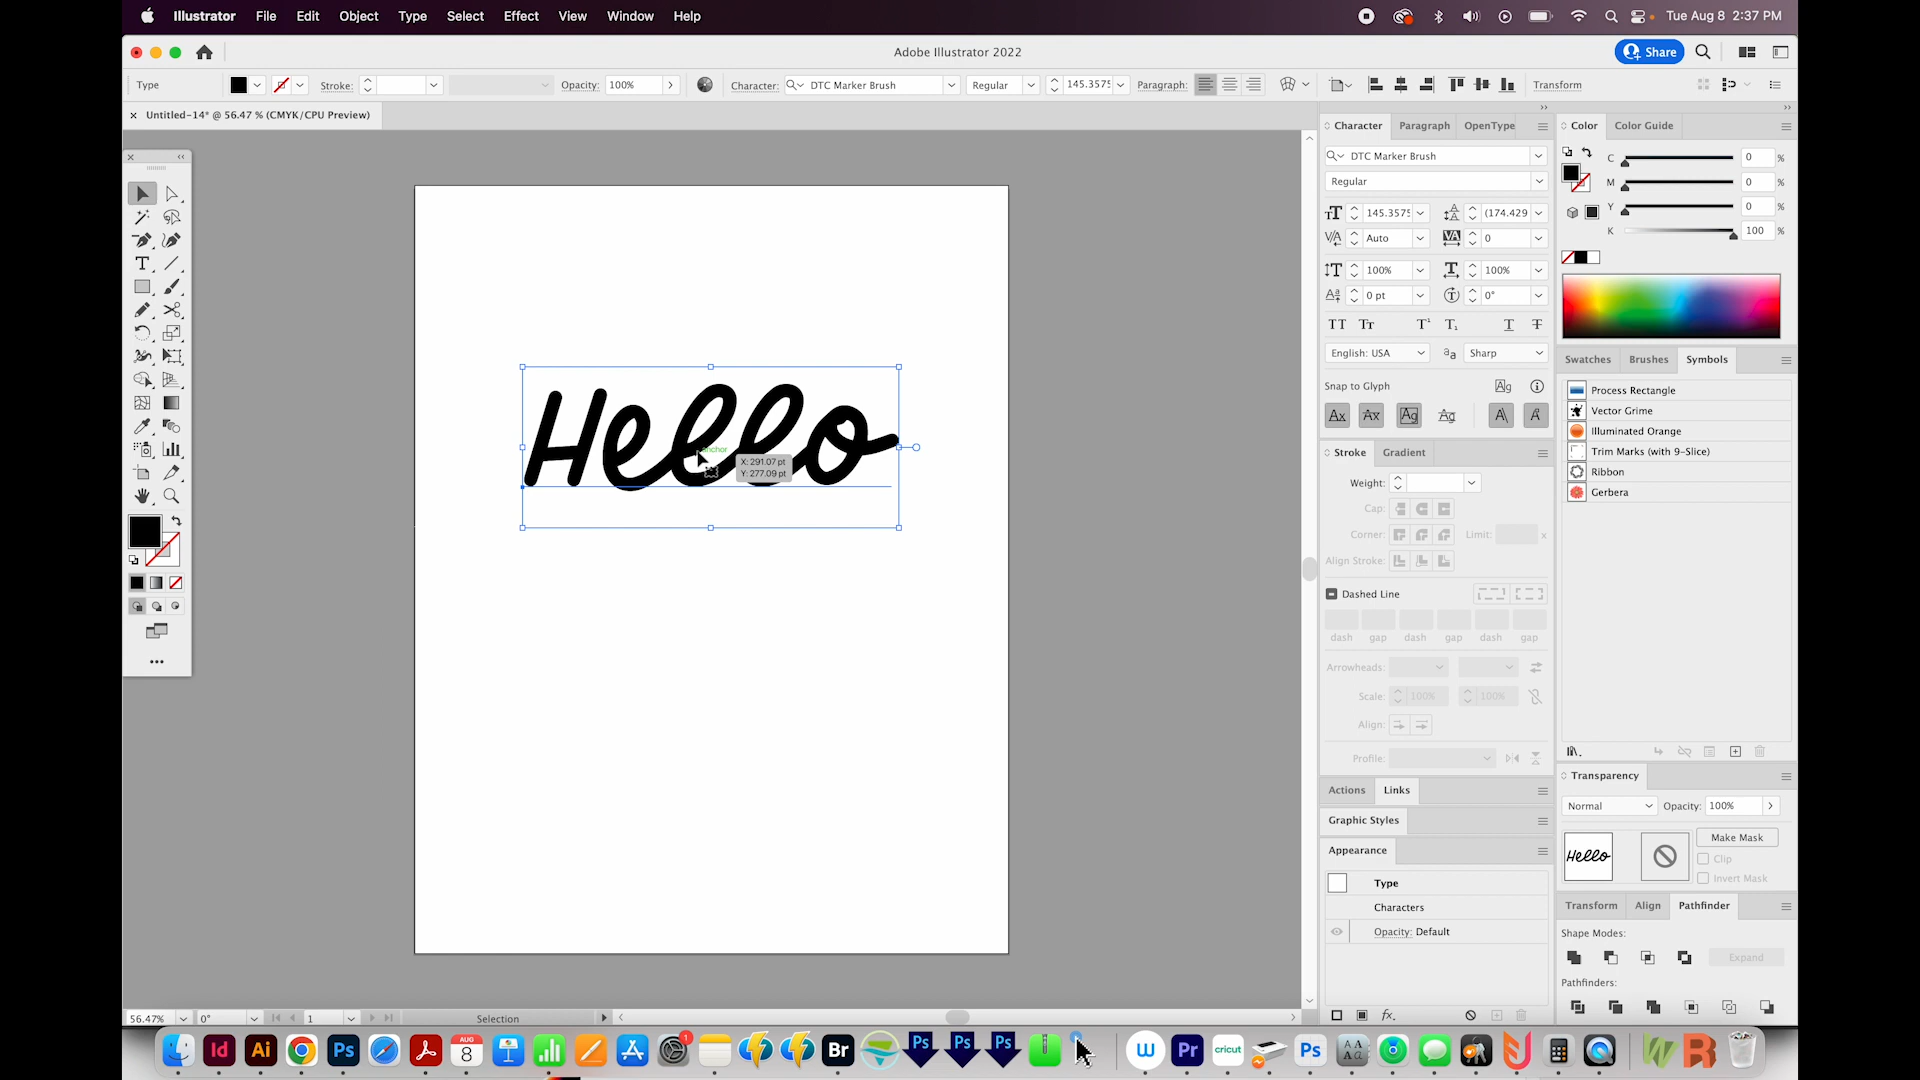 Illustrator File Edit Object Type Select Effect View Window Help Tue Aug 8 2:37 PM
Adobe Illustrator 2022 Share
Type Stroke: Opacity: 100% Character: DTC Marker Brush Regular 145.357 Paragraph: Transform
× Untitled-14* @ 56.47 % (CMYK/CPU Preview)
Character Paragraph OpenType
DTC Marker Brush
Regular
145.357 (174.429
Auto 0
100% 100%
0 pt 0°
English: USA Sharp
Snap to Glyph
Stroke Gradient
Weight:
Cap:
Corner: Limit: x
Align Stroke:
Dashed Line
dash gap dash gap dash gap
Arrowheads:
Scale: 100% 100%
Align:
Profile:
Actions Links
Graphic Styles
Appearance
Type
Characters
Opacity: Default
Color Color Guide
C 0 %
M 0 %
Y 0 %
K 100 %
Swatches Brushes Symbols
Process Rectangle
Vector Grime
Illuminated Orange
Trim Marks (with 9-Slice)
Ribbon
Gerbera
Transparency
Normal Opacity: 100%
Make Mask
Hello
Clip
Invert Mask
Transform Align Pathfinder
Shape Modes:
Expand
Pathfinders:
Hello
anchor
X: 291.07 pt
Y: 277.09 pt
56.47% 0° 1 Selection
Id Ai Ps AUG 8 1 Br Ps Ps Ps W Pr cricut Ps